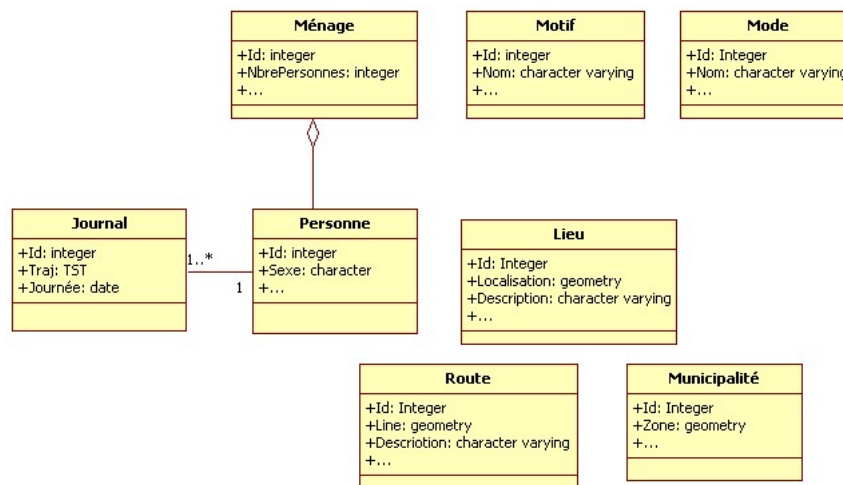 Ménage
+Id: integer
+NbrePersonnes: integer
+...
Motif
+Id: integer
+Nom: character varying
+...
Mode
+Id: Integer
+Nom: character varying
+...
Journal
+Id: integer
+Traj: TST
+Journée: date
1..*
1
Personne
+Id: integer
+Sexe: character
+...
Lieu
+Id: Integer
+Localisation: geometry
+Description: character varying
+...
Route
+Id: Integer
+Line: geometry
+Descriotion: character varying
+...
Municipalité
+Id: Integer
+Zone: geometry
+...